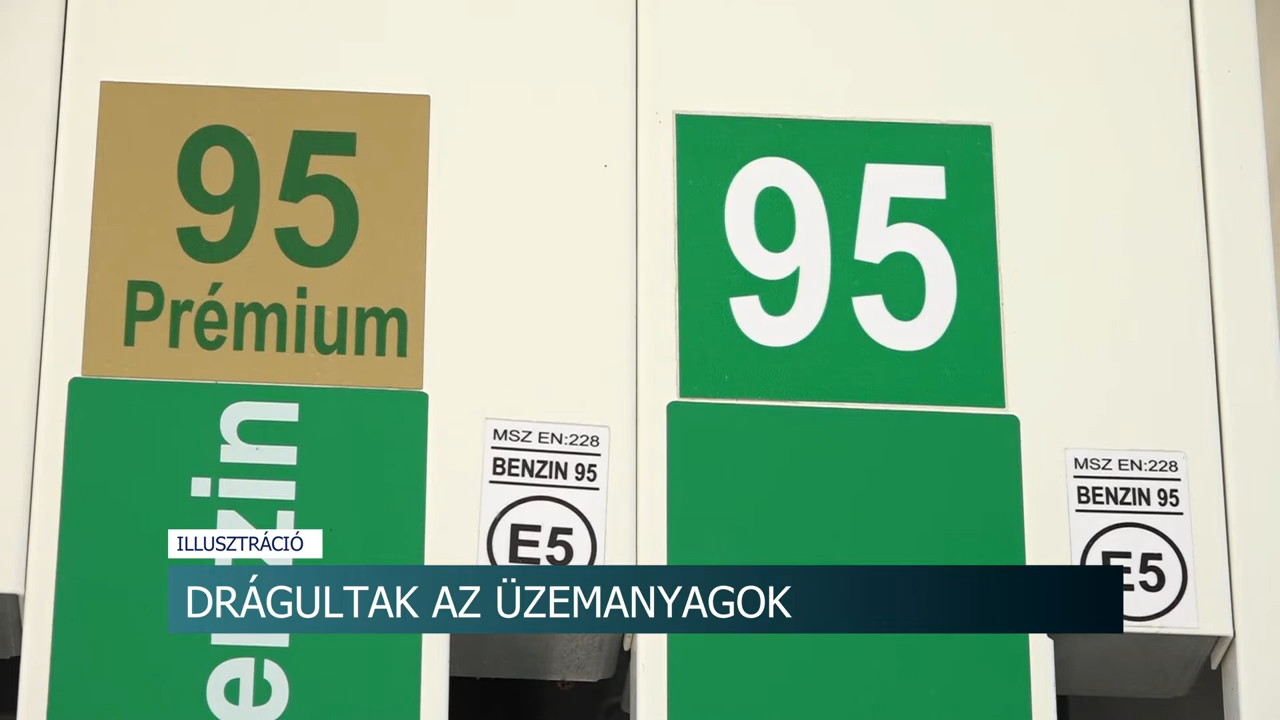 95
Prémium
enzin
MSZ EN:228
BENZIN 95
E5
95
MSZ EN:228
BENZIN 95
E5
ILLUSZTRÁCIÓ
DRÁGULTAK AZ ÜZEMANYAGOK